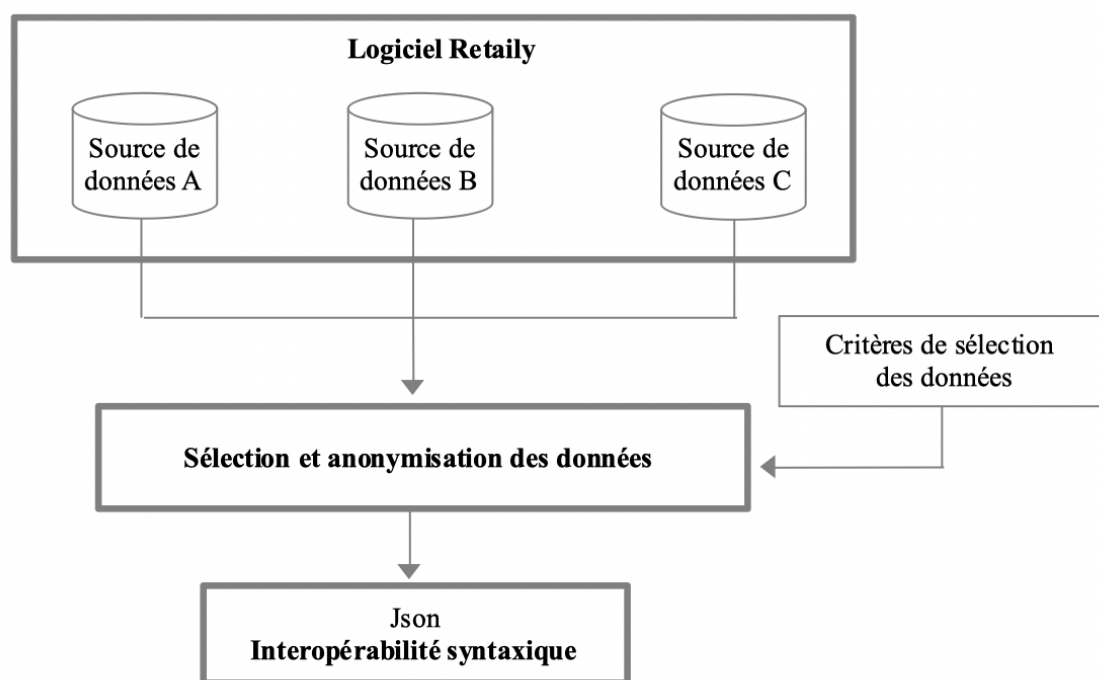 Logiciel Retaily
Source de
données A
Source de
données B
Source de
données C
Critères de sélection
des données
Sélection et anonymisation des données
Json
Interopérabilité syntaxique